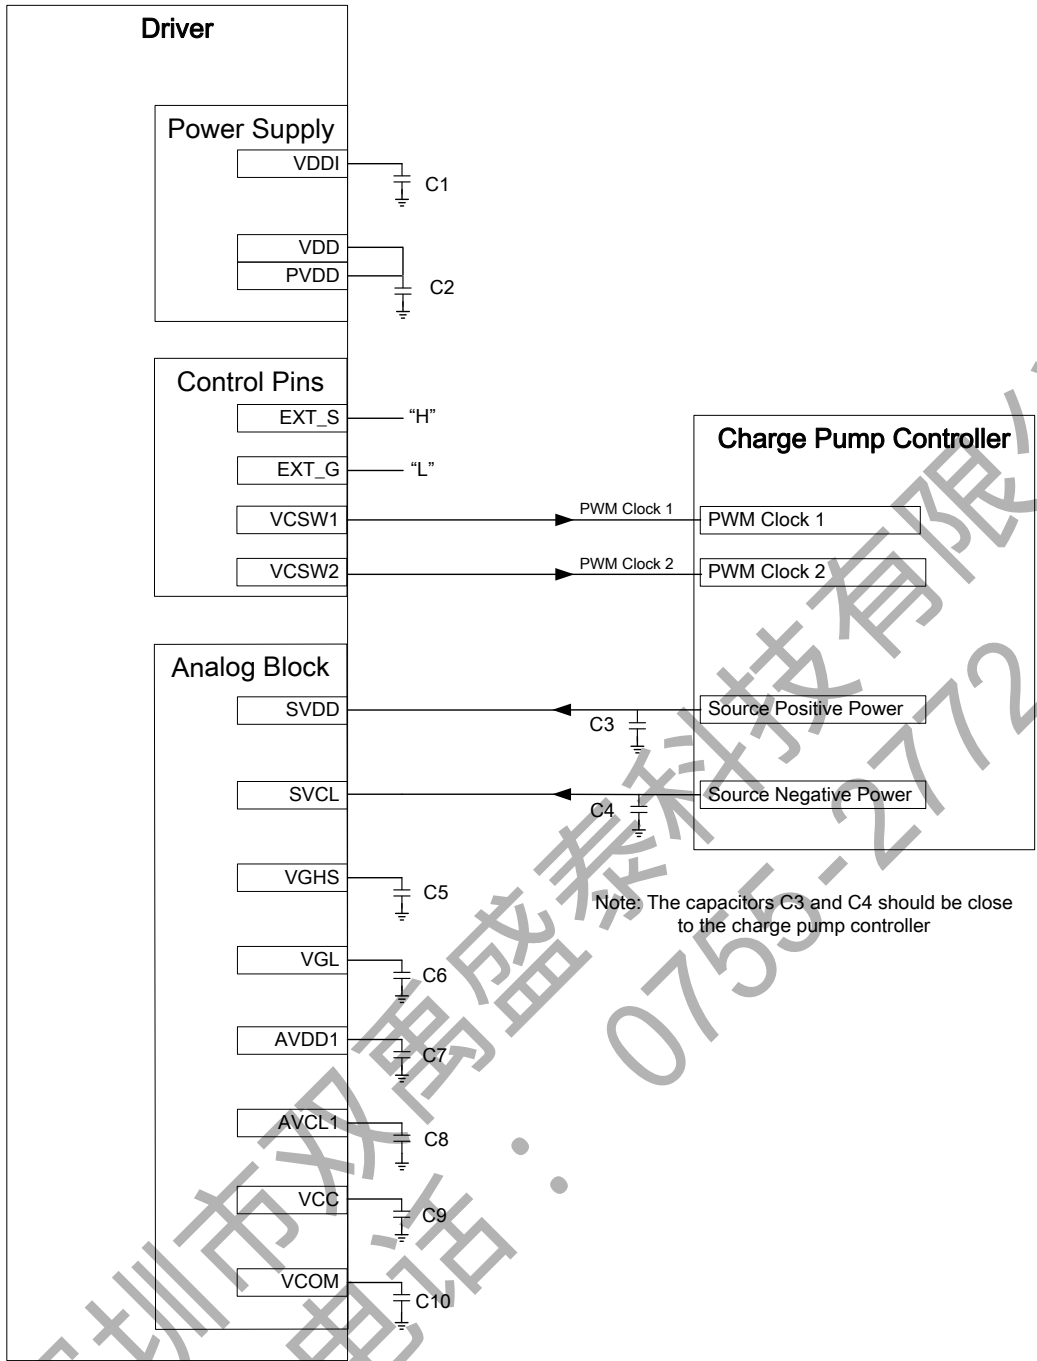 Driver
Power Supply
VDDI
C1
VDD
PVDD
C2
Control Pins
EXT_S
“H”
EXT_G
“L”
VCSW1
PWM Clock 1
VCSW2
PWM Clock 2
Charge Pump Controller
PWM Clock 1
PWM Clock 2
Source Positive Power
Source Negative Power
Analog Block
SVDD
C3
SVCL
C4
VGHS
C5
Note: The capacitors C3 and C4 should be close
to the charge pump controller
VGL
C6
AVDD1
C7
AVCL1
C8
VCC
C9
VCOM
C10
圳市双禹盛泰科技有限
电话：0755-2772